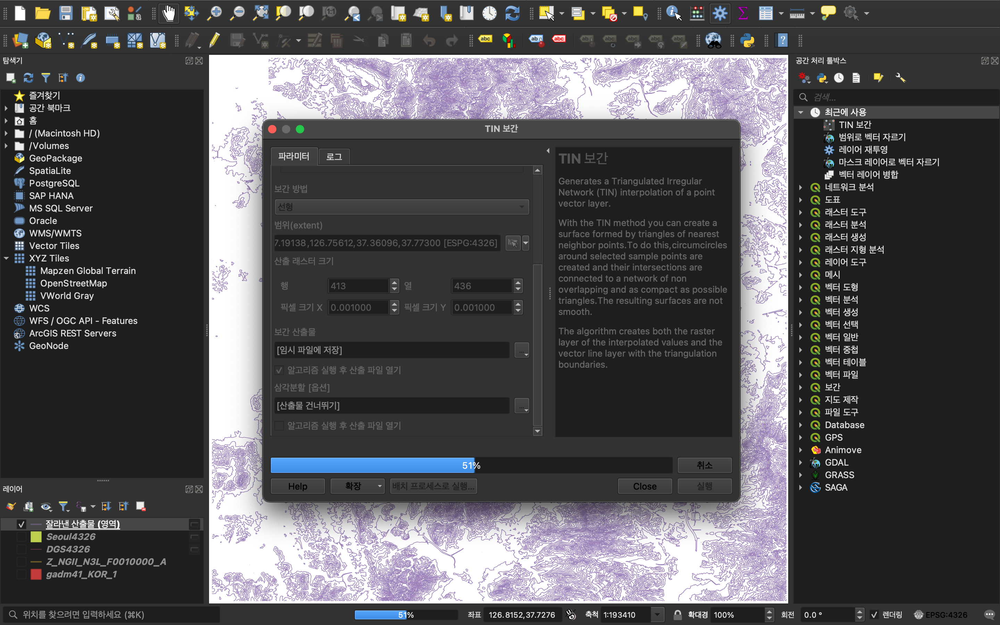 탐색기
즐겨찾기
공간 북마크
홈
/ (Macintosh HD)
/Volumes
GeoPackage
SpatiaLite
PostgreSQL
SAP HANA
MS SQL Server
Oracle
WMS/WMTS
Vector Tiles
XYZ Tiles
Mapzen Global Terrain
OpenStreetMap
VWorld Gray
WCS
WFS / OGC API - Features
ArcGIS REST Servers
GeoNode
레이어
잘라낸 산출물 (영역)
Seoul4326
DGS4326
Z_NGII_N3L_F0010000_A
gadm41_KOR_1
TIN 보간
파라미터
로그
보간 방법
선형
범위(extent)
7.19138,126.75612,37.36096,37.77300 [ESPG:4326]
산출 래스터 크기
행 413 열 436
픽셀 크기 X 0.001000 픽셀 크기 Y 0.001000
보간 산출물
[임시 파일에 저장]
...
알고리즘 실행 후 산출 파일 열기
삼각분할 [옵션]
[산출물 건너뛰기]
...
알고리즘 실행 후 산출 파일 열기
TIN 보간
Generates a Triangulated Irregular
Network (TIN) interpolation of a point
vector layer.
With the TIN method you can create a
surface formed by triangles of nearest
neighbor points.To do this,circumcircles
around selected sample points are
created and their intersections are
connected to a network of non
overlapping and as compact as possible
triangles.The resulting surfaces are not
smooth.
The algorithm creates both the raster
layer of the interpolated values and the
vector line layer with the triangulation
boundaries.
51%
취소
Help
확장
배치 프로세스로 실행...
Close
실행
공간 처리 툴박스
검색...
최근에 사용
TIN 보간
범위로 벡터 자르기
레이어 재투영
마스크 레이어로 벡터 자르기
벡터 레이어 병합
네트워크 분석
도표
래스터 도구
래스터 분석
래스터 생성
래스터 지형 분석
레이어 도구
메시
벡터 도형
벡터 분석
벡터 생성
벡터 선택
벡터 일반
벡터 중첩
벡터 테이블
벡터 파일
보간
지도 제작
파일 도구
Database
GPS
Animove
GDAL
GRASS
SAGA
위치를 찾으려면 입력하세요 (⌘K)
51%
좌표 126.8152,37.7276
축척 1:193410
확대경 100%
회전 0.0 °
렌더링
EPSG:4326